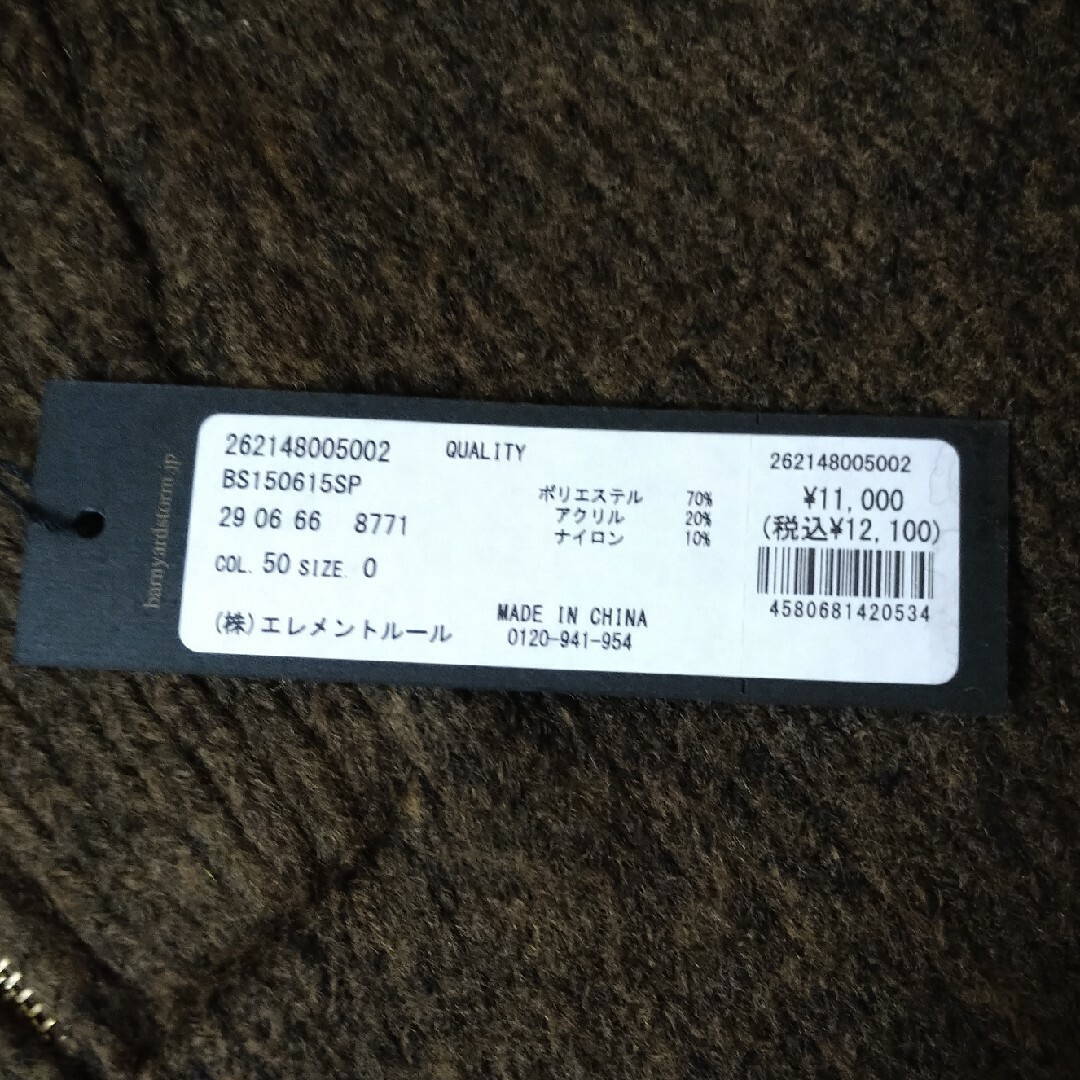 barnyardstorm.jp
262148005002 QUALITY
BS150615SP
29 06 66 8771
COL. 50 SIZE. 0
(株)エレメントルール
ポリエステル 70%
アクリル 20%
ナイロン 10%
MADE IN CHINA
0120-941-954
262148005002
¥11,000
(税込¥12,100)
4580681420534